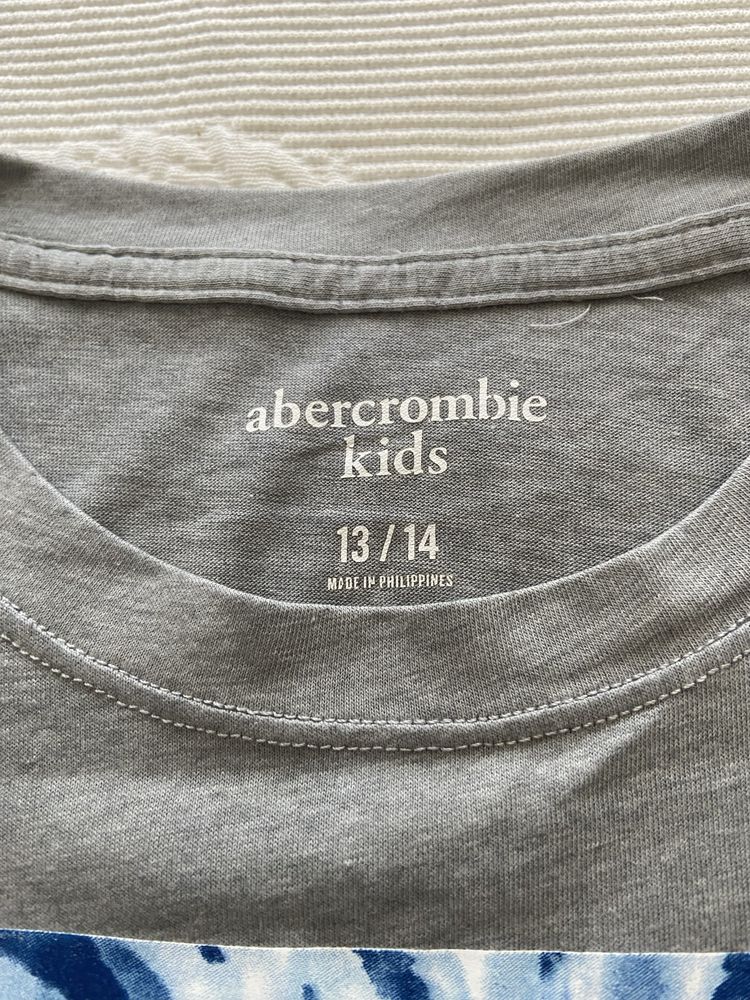 abercrombie
kids
13 / 14
MADE IN PHILIPPINES